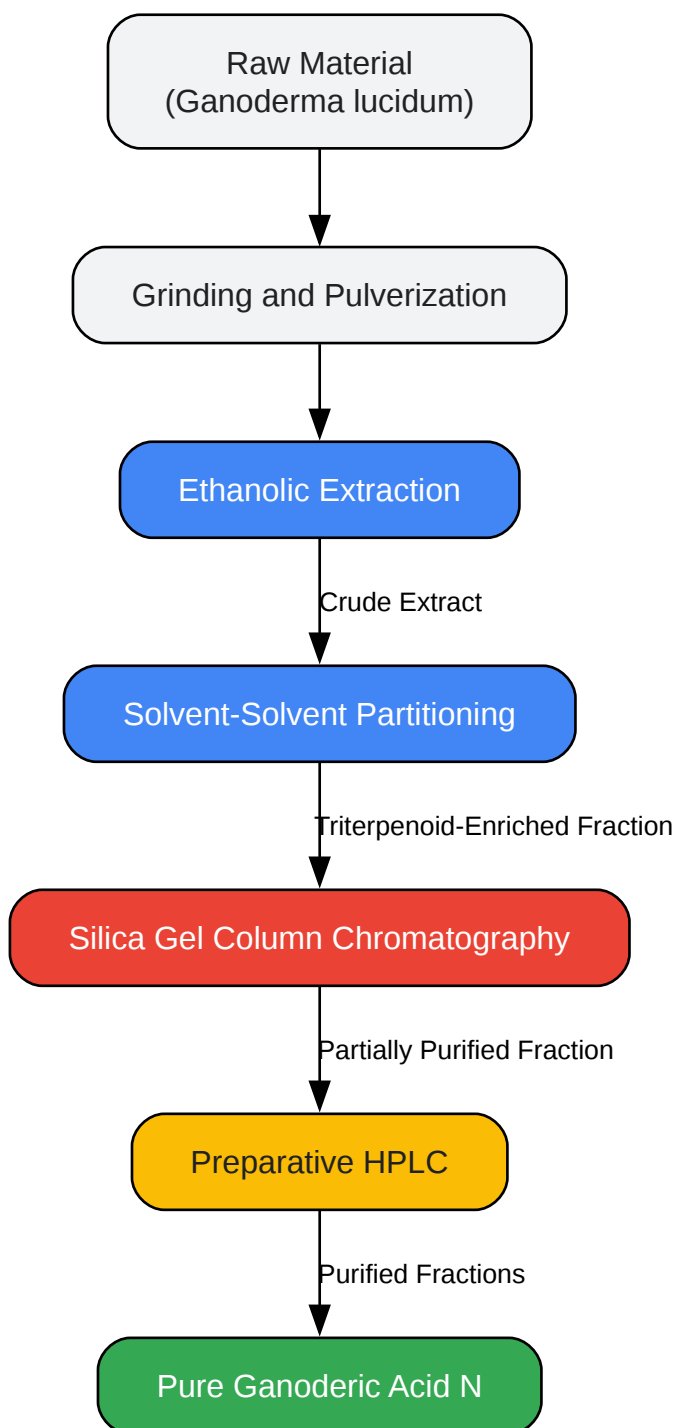 Raw Material
(Ganoderma lucidum)
Grinding and Pulverization
Ethanolic Extraction
Crude Extract
Solvent-Solvent Partitioning
Triterpenoid-Enriched Fraction
Silica Gel Column Chromatography
Partially Purified Fraction
Preparative HPLC
Purified Fractions
Pure Ganoderic Acid N